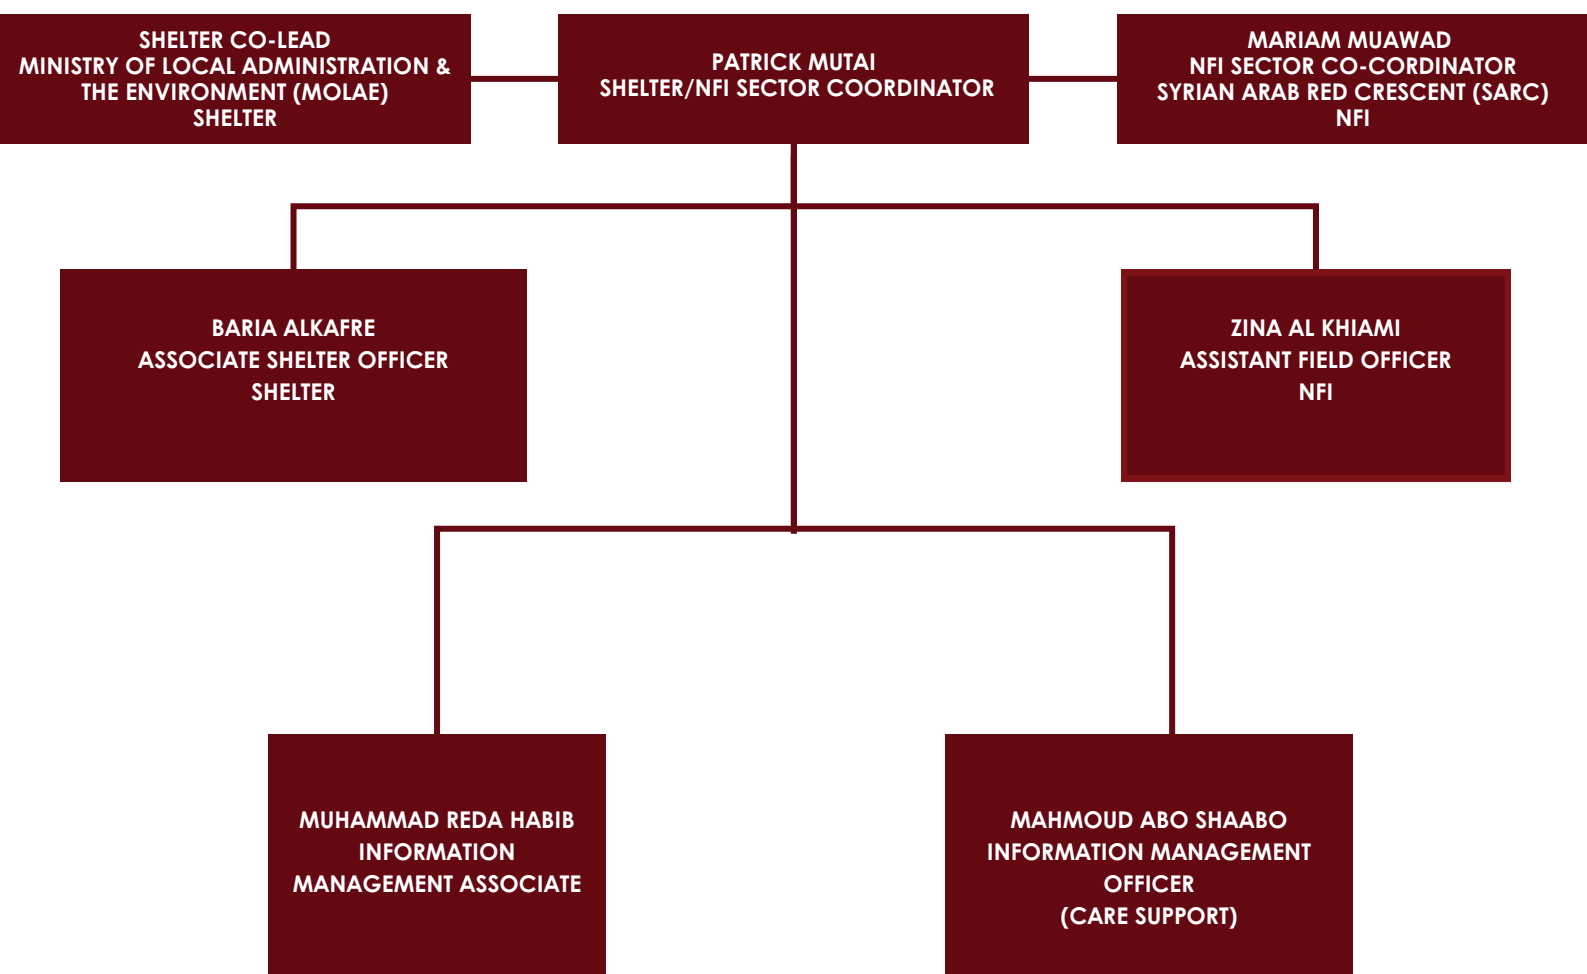 SHELTER CO-LEAD
MINISTRY OF LOCAL ADMINISTRATION &
THE ENVIRONMENT (MOLAE)
SHELTER
PATRICK MUTAI
SHELTER/NFI SECTOR COORDINATOR
MARIAM MUAWAD
NFI SECTOR CO-CORDINATOR
SYRIAN ARAB RED CRESCENT (SARC)
NFI
BARIA ALKAFRE
ASSOCIATE SHELTER OFFICER
SHELTER
ZINA AL KHIAMI
ASSISTANT FIELD OFFICER
NFI
MUHAMMAD REDA HABIB
INFORMATION
MANAGEMENT ASSOCIATE
MAHMOUD ABO SHAABO
INFORMATION MANAGEMENT
OFFICER
(CARE SUPPORT)